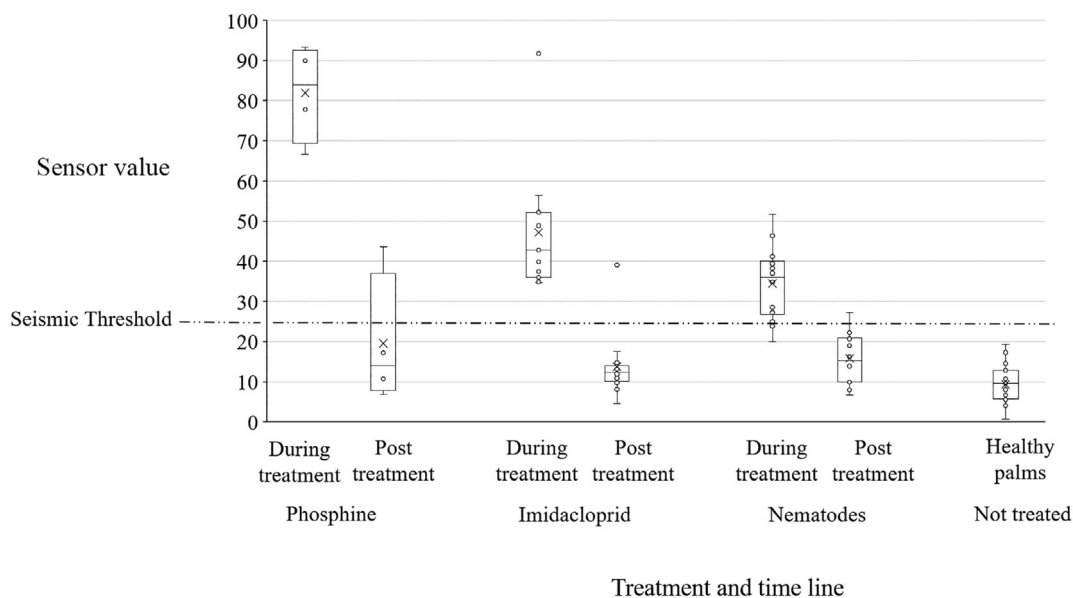 100
90
80
70
60
50
40
30
20
10
0
Sensor value
Seismic Threshold
During treatment
Post treatment
During treatment
Post treatment
During treatment
Post treatment
Healthy palms
Phosphine
Imidacloprid
Nematodes
Not treated
Treatment and time line